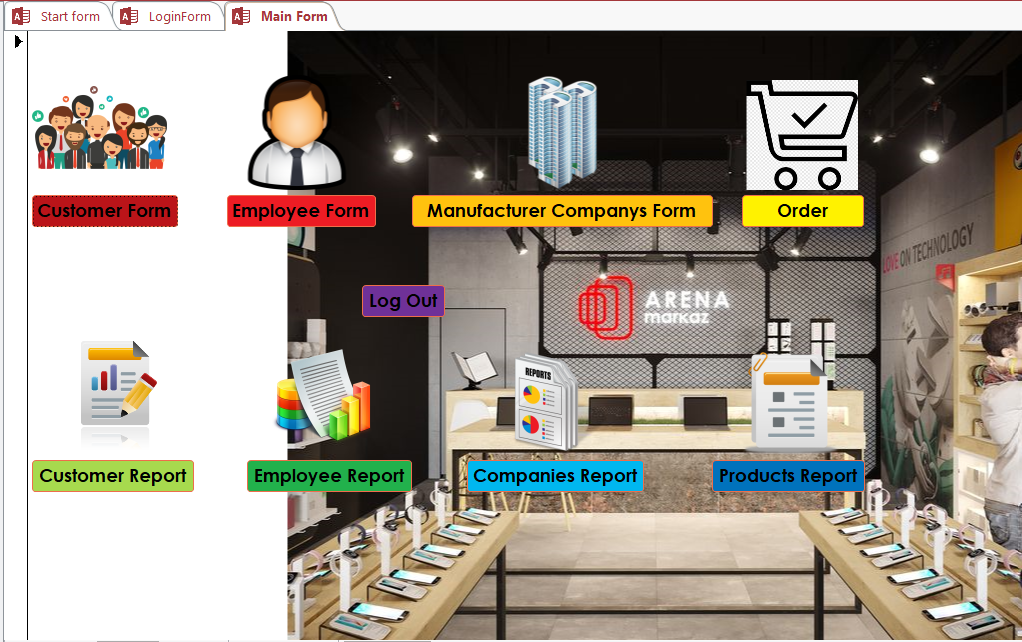 Start form
LoginForm
Main Form
Customer Form
Employee Form
Manufacturer Companys Form
Order
LOVE ON TECHNOLOGY
Log Out
ARENA
markaz
REPORTS
Customer Report
Employee Report
Companies Report
Products Report